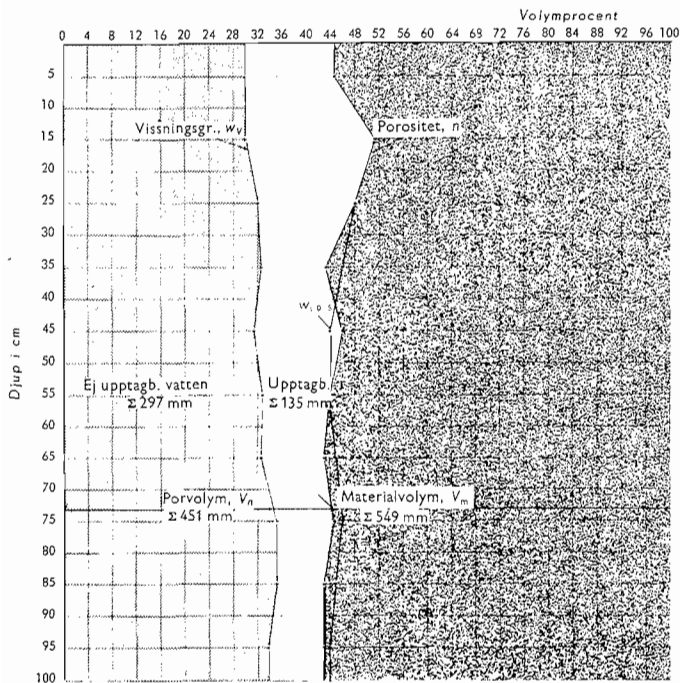 Volymprocent
0 4 8 12 16 20 24 28 32 36 40 44 48 52 56 60 64 68 72 76 80 84 88 92 96 100
5
10
Vissningsgr., wv
Porositet, n
15
20
25
30
35
40
45
50
Djup i cm
Ej upptagb. vatten
Σ 297 mm
Upptagb.
Σ 135 mm
55
60
65
70
Porvolym, Vn
Σ 451 mm
Materialvolym, Vm
Σ 549 mm
75
80
85
90
95
100